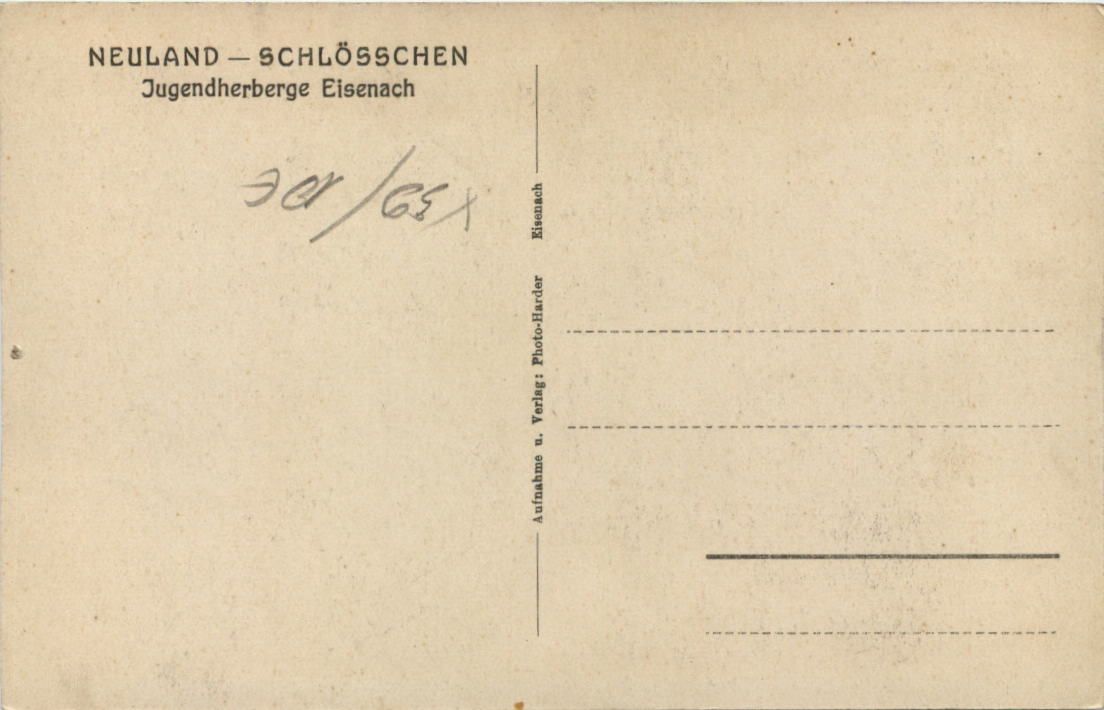 NEULAND — SCHLÖSSCHEN
Jugendherberge Eisenach
Aufnahme u. Verlag: Photo-Harder Eisenach